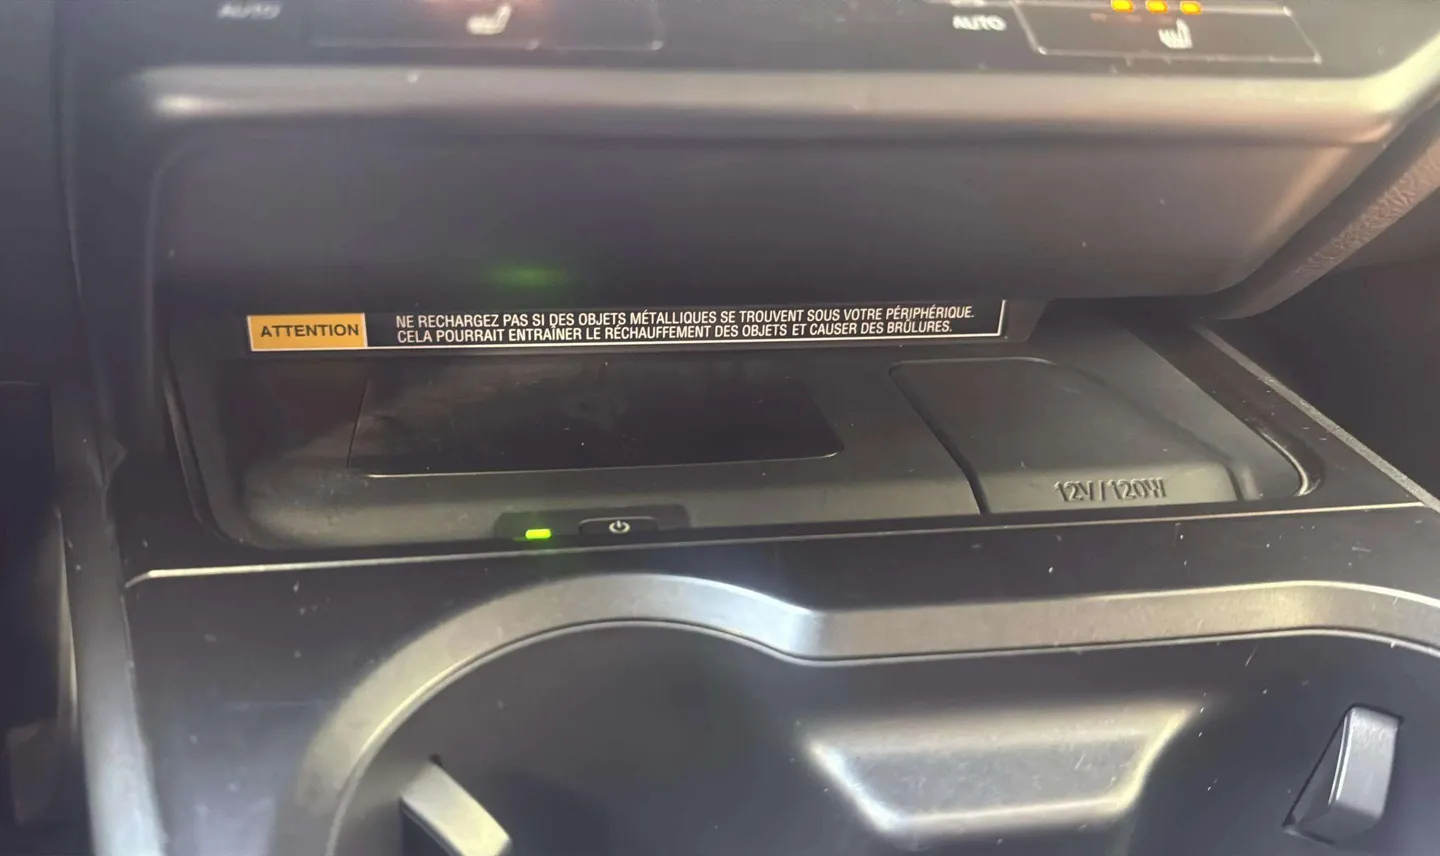 AUTO
AUTO
ATTENTION
NE RECHARGEZ PAS SI DES OBJETS MÉTALLIQUES SE TROUVENT SOUS VOTRE PÉRIPHÉRIQUE.
CELA POURRAIT ENTRAÎNER LE RÉCHAUFFEMENT DES OBJETS ET CAUSER DES BRÛLURES.
12V/120W